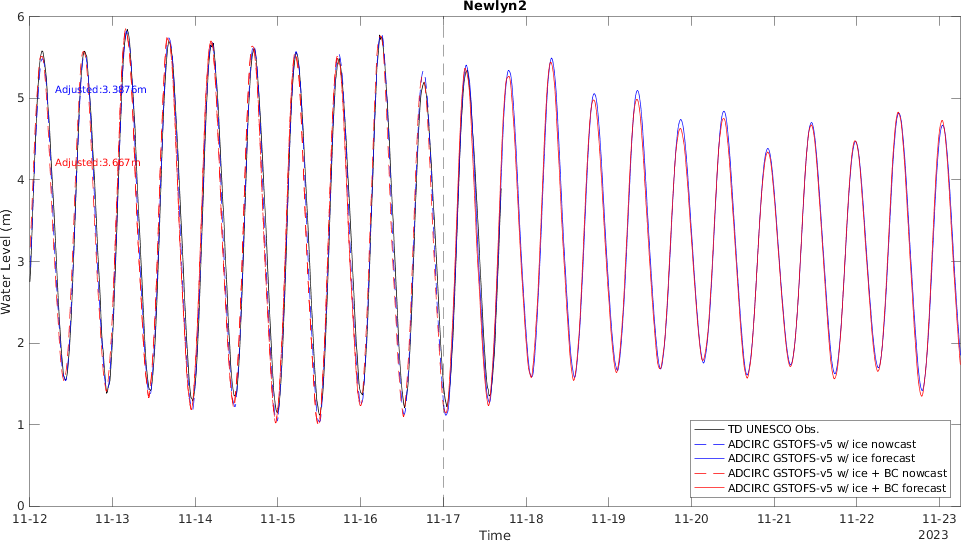 Newlyn2
Water Level (m)
6
5
4
3
2
1
0
Adjusted:3.3876m
Adjusted:3.667m
TD UNESCO Obs.
ADCIRC GSTOFS-v5 w/ ice nowcast
ADCIRC GSTOFS-v5 w/ ice forecast
ADCIRC GSTOFS-v5 w/ ice + BC nowcast
ADCIRC GSTOFS-v5 w/ ice + BC forecast
11-12 11-13 11-14 11-15 11-16 11-17 11-18 11-19 11-20 11-21 11-22 11-23
Time
2023